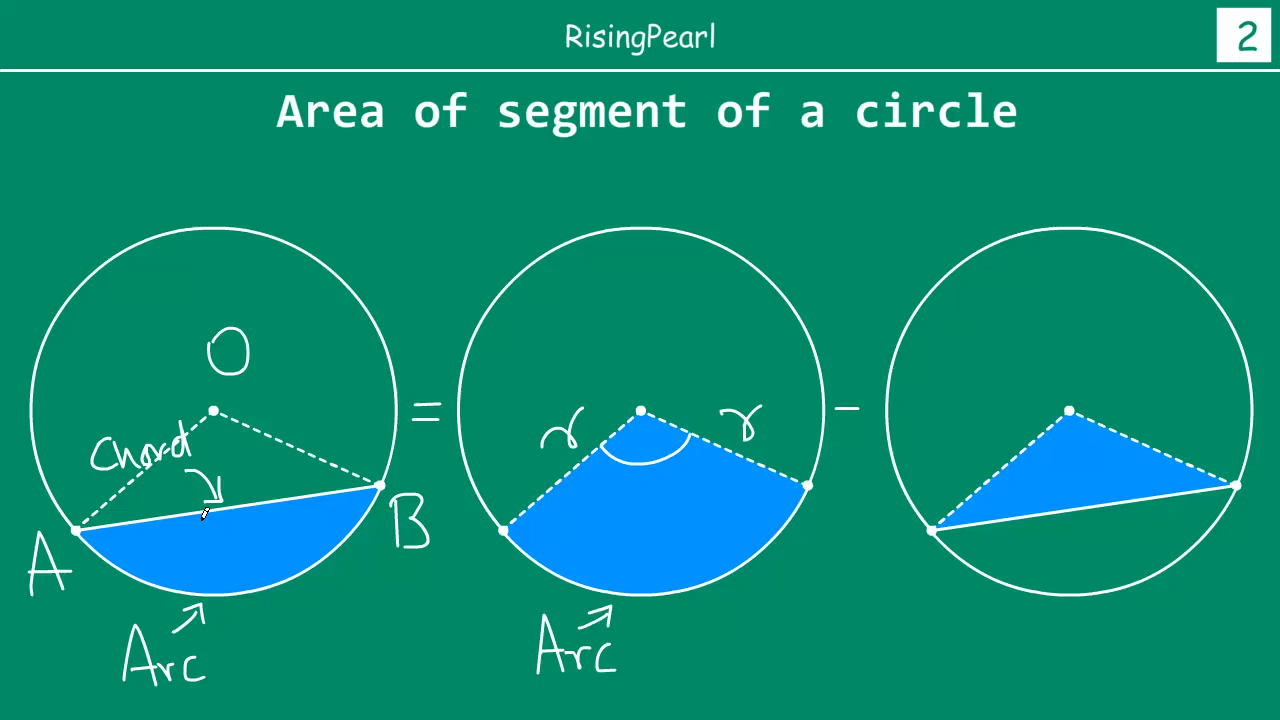 RisingPearl
2
Area of segment of a circle
O
Chord
A
B
Arc
=
r
r
Arc
-